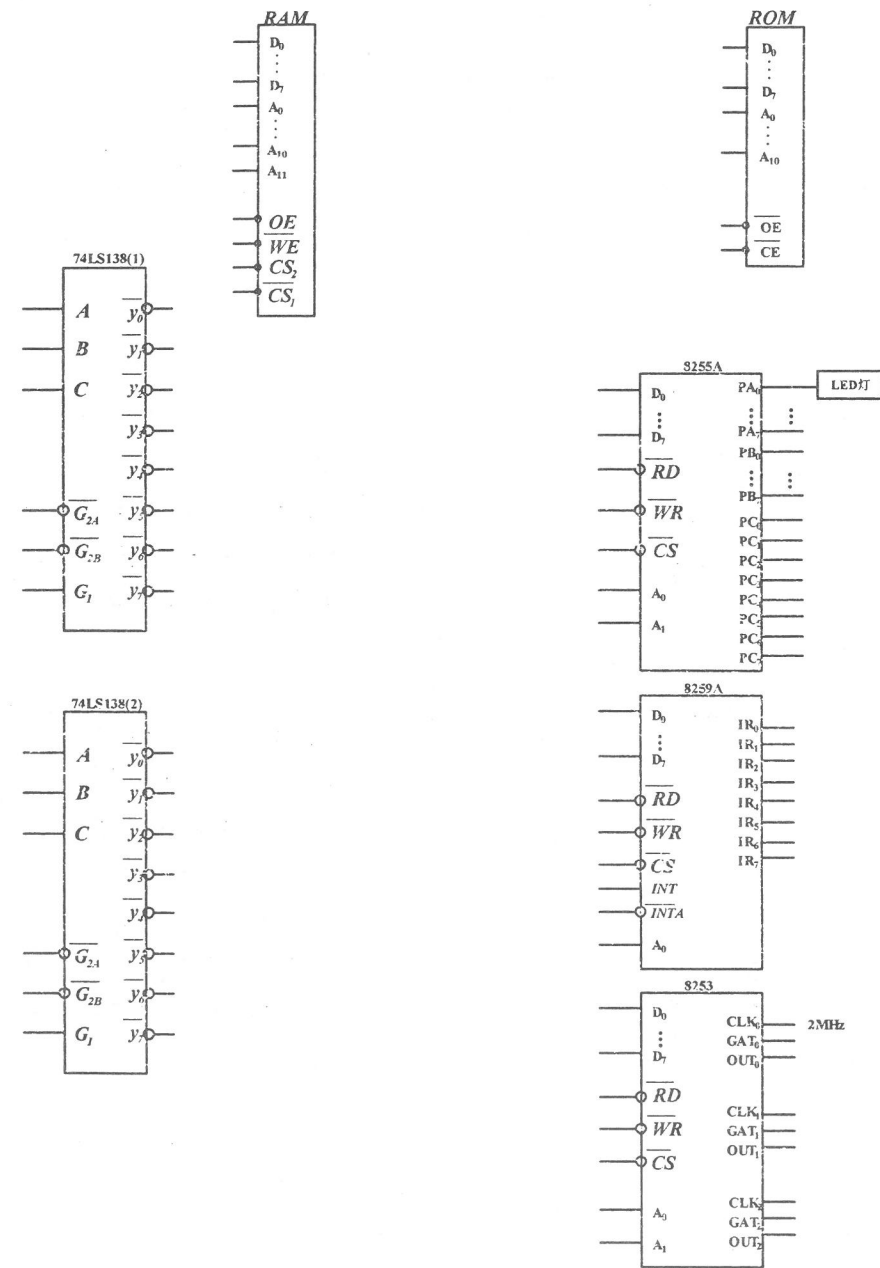 RAM
D0
D7
A0
A10
A11
OE
WE
CS2
CS1
ROM
D0
D7
A0
A10
OE
CE
74LS138(1)
A y0
B y1
C y2
y3
y4
G2A y5
G2B y6
G1 y7
8255A
D0 PA0 LED灯
D7 PA7
PB0
RD
WR PB7
PC0
CS PC1
PC2
A0 PC3
PC4
A1 PC5
PC6
PC7
74LS138(2)
A y0
B y1
C y2
y3
y4
G2A y5
G2B y6
G1 y7
8259A
D0 IR0
IR1
D7 IR2
IR3
RD IR4
WR IR5
IR6
CS IR7
INT
INTA
A0
8253
D0 CLK0 2MHz
GAT0
D7 OUT0
RD
CLK1
WR GAT1
OUT1
CS
CLK2
A0 GAT2
A1 OUT2